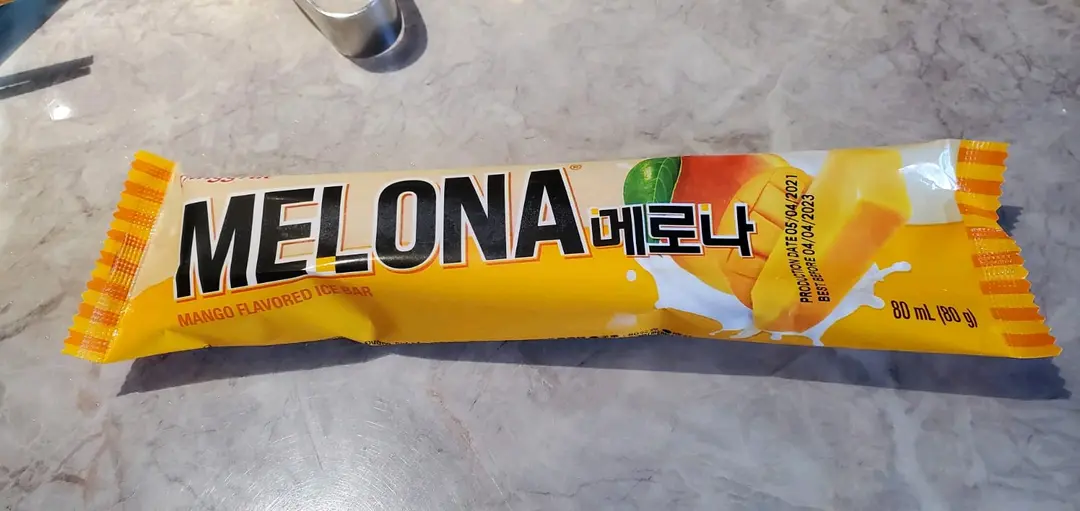 MELONA®
메로나
MANGO FLAVORED ICE BAR
PRODUCTION DATE 05/04/2021
BEST BEFORE 04/04/2023
80 mL (80 g)